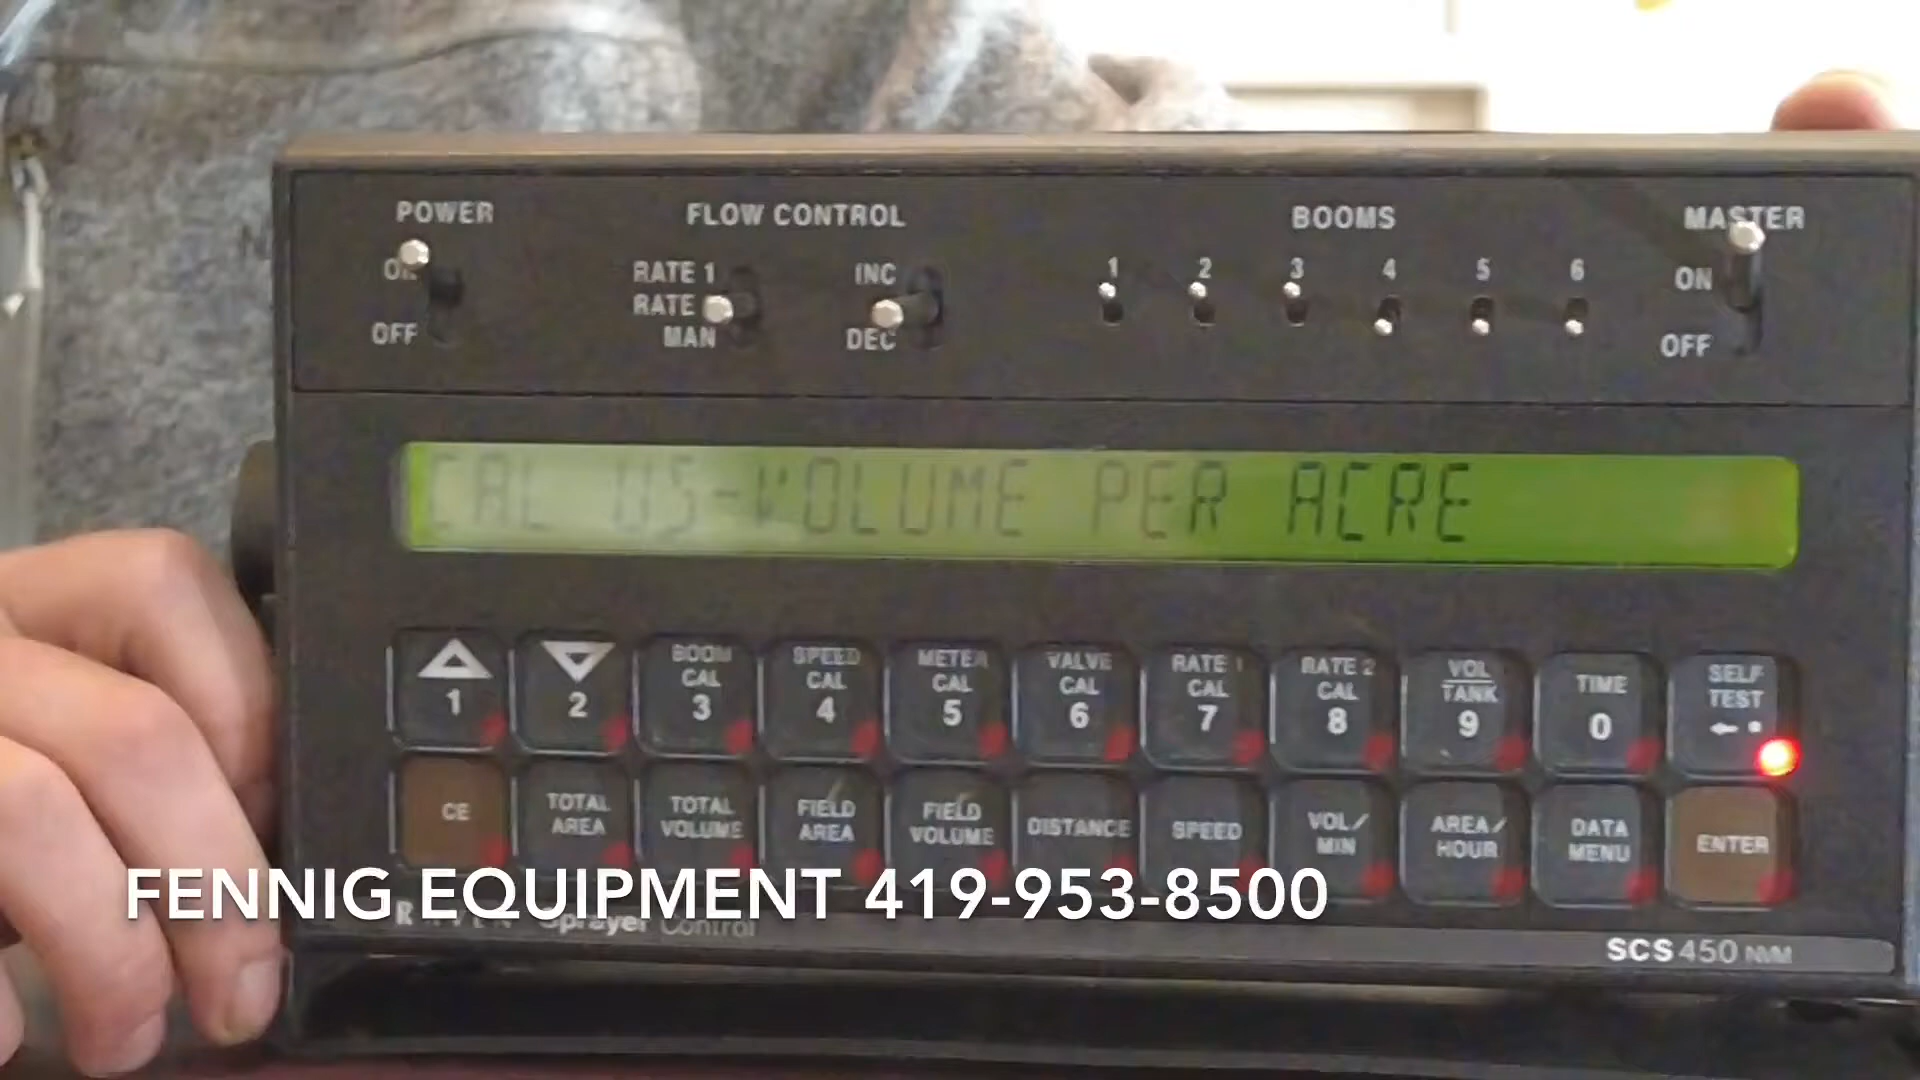 POWER FLOW CONTROL BOOMS MASTER
RATE 1 INC 1 2 3 4 5 6 ON
RATE
OFF MAN DEC OFF
CAL US-VOLUME PER ACRE
1 2 BOOM CAL 3 SPEED CAL 4 METER CAL 5 VALVE CAL 6 RATE 1 CAL 7 RATE 2 CAL 8 VOL TANK 9 TIME 0 SELF TEST
CE TOTAL AREA TOTAL VOLUME FIELD AREA FIELD VOLUME DISTANCE SPEED VOL/ MIN AREA/ HOUR DATA MENU ENTER
FENNIG EQUIPMENT 419-953-8500
Sprayer Control
SCS 450 NVM